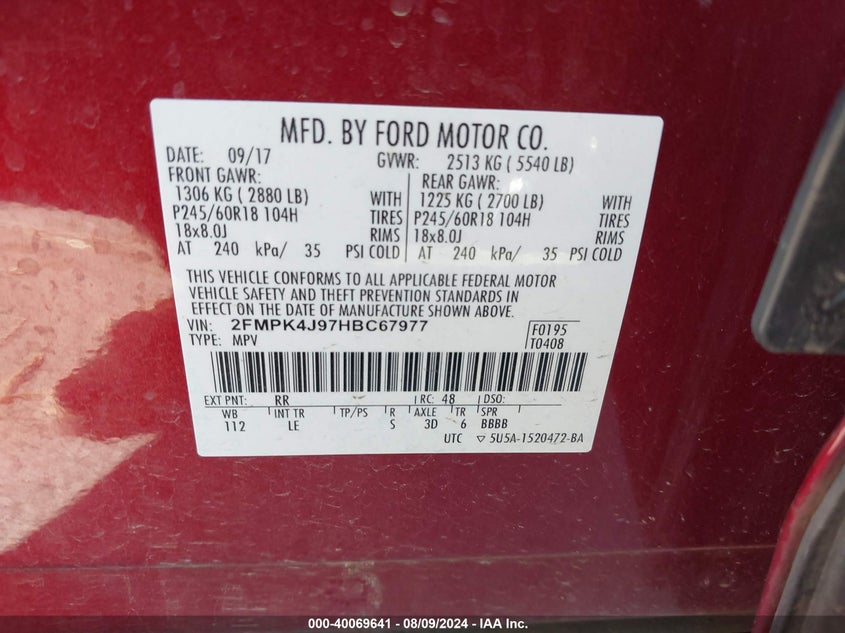 MFD. BY FORD MOTOR CO.
DATE: 09/17 GVWR: 2513 KG ( 5540 LB)
FRONT GAWR: REAR GAWR:
1306 KG ( 2880 LB) WITH 1225 KG ( 2700 LB) WITH
P245/60R18 104H TIRES P245/60R18 104H TIRES
18x8.0J RIMS 18x8.0J RIMS
AT 240 kPa/ 35 PSI COLD AT 240 kPa/ 35 PSI COLD
THIS VEHICLE CONFORMS TO ALL APPLICABLE FEDERAL MOTOR
VEHICLE SAFETY AND THEFT PREVENTION STANDARDS IN
EFFECT ON THE DATE OF MANUFACTURE SHOWN ABOVE.
VIN: 2FMPK4J97HBC67977 F0195
TYPE: MPV T0408
EXT PNT: RR RC: 48 DSO:
WB INT TR TP/PS R AXLE TR SPR
112 LE S 3D 6 BBBB
UTC ▽ 5U5A-1520472-BA
000-40069641 - 08/09/2024 - IAA Inc.